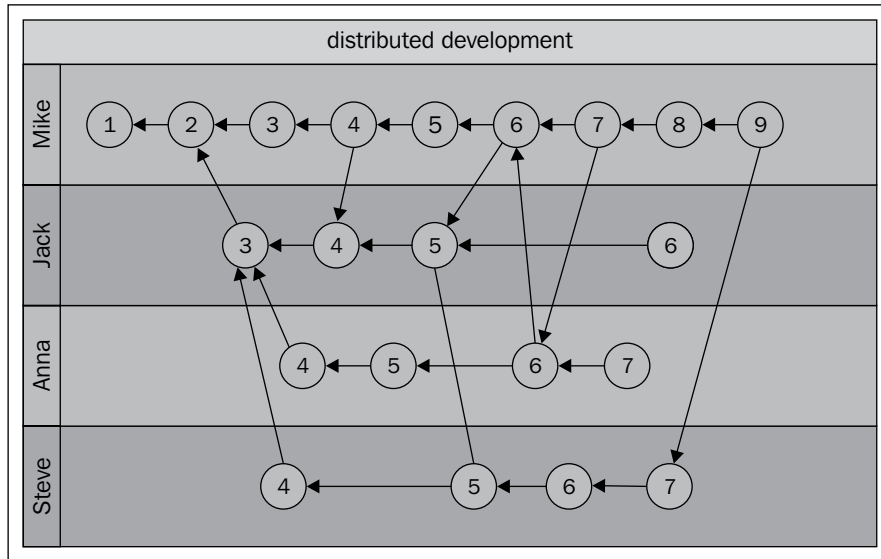 distributed development
Mike
1 2 3 4 5 6 7 8 9
Jack
3 4 5 6
Anna
4 5 6 7
Steve
4 5 6 7